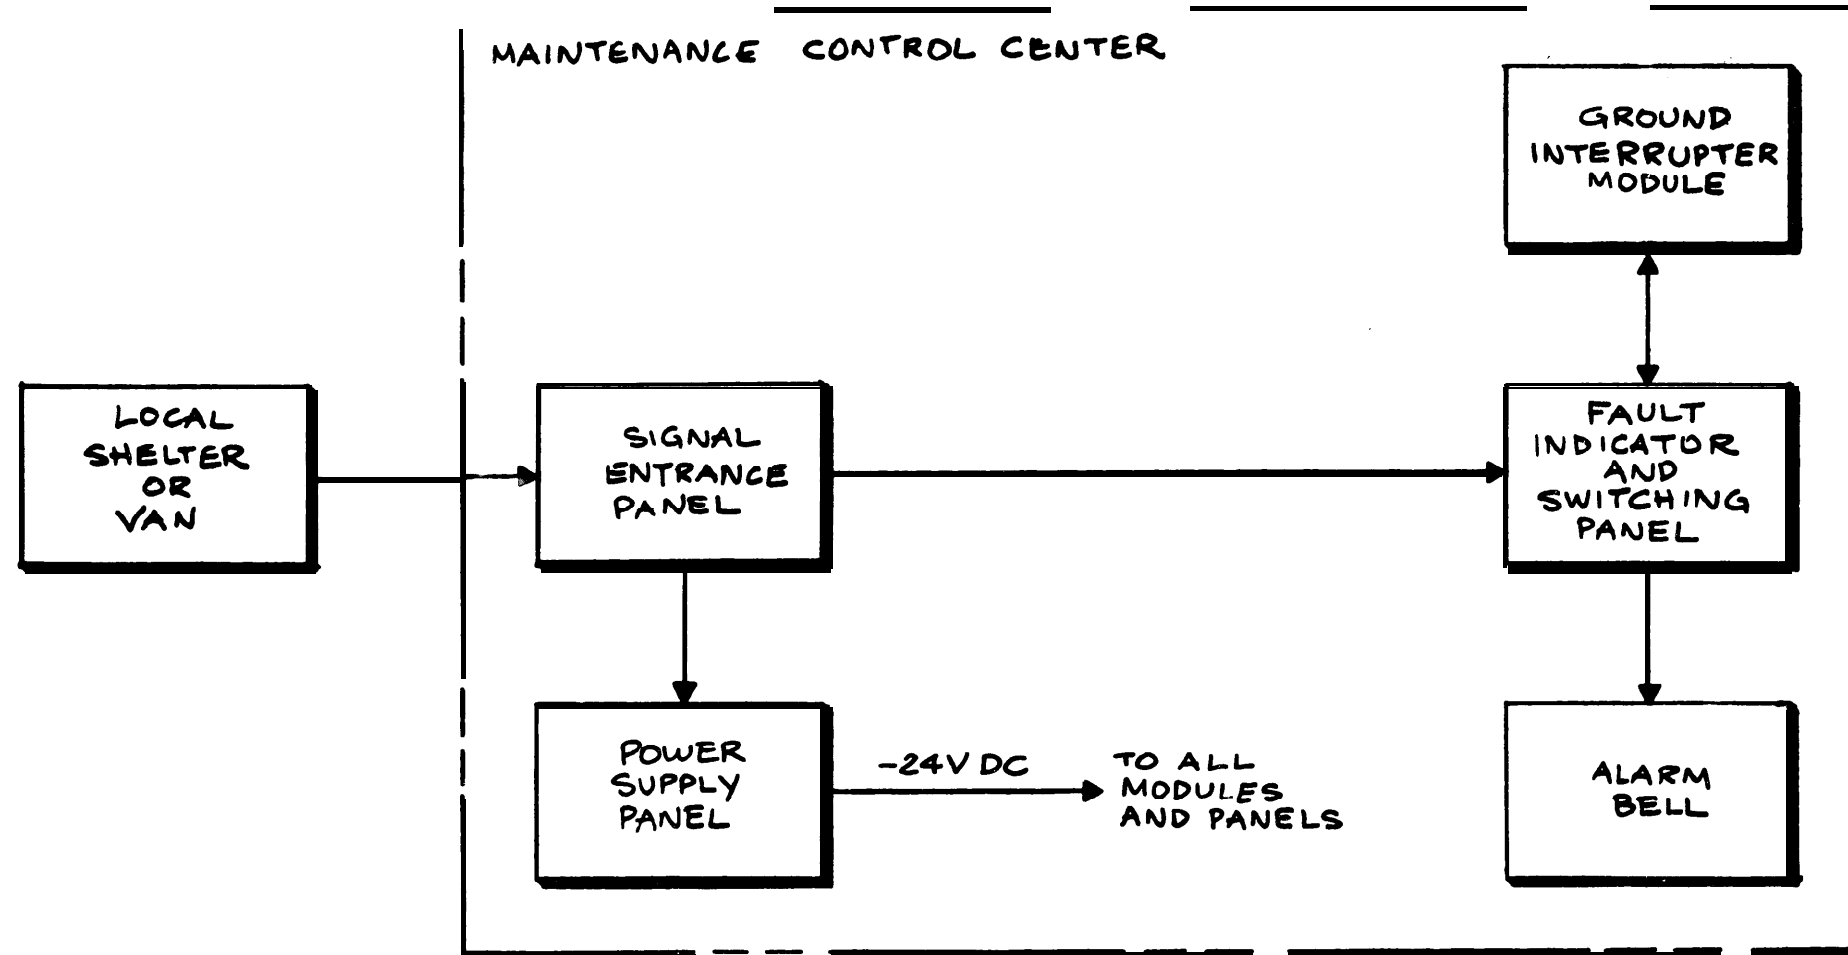 MAINTENANCE CONTROL CENTER
GROUND
INTERRUPTER
MODULE
LOCAL
SHELTER
OR
VAN
SIGNAL
ENTRANCE
PANEL
FAULT
INDICATOR
AND
SWITCHING
PANEL
POWER
SUPPLY
PANEL
-24V DC
TO ALL
MODULES
AND PANELS
ALARM
BELL